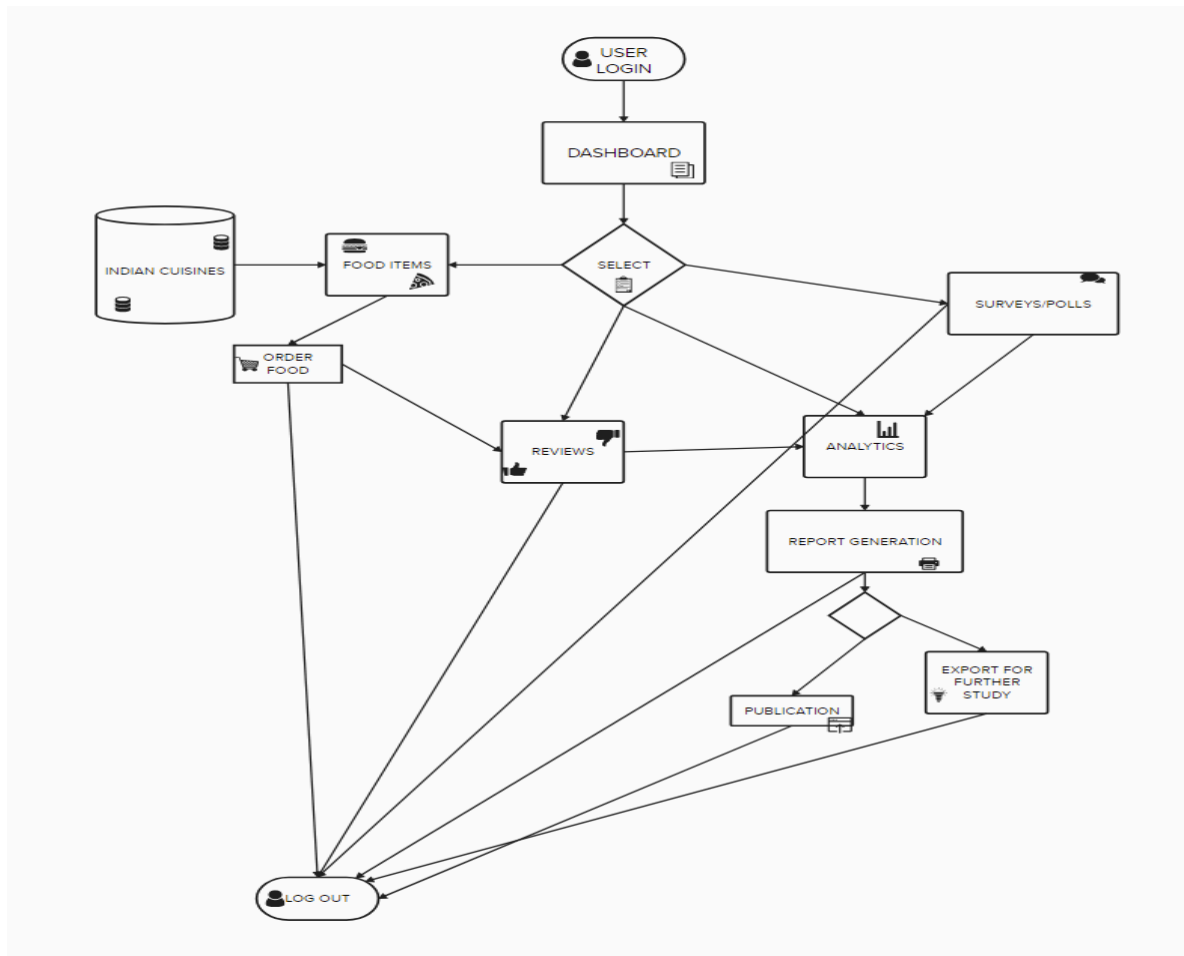 USER
LOGIN
DASHBOARD
INDIAN CUISINES
FOOD ITEMS
SELECT
SURVEYS/POLLS
ORDER
FOOD
REVIEWS
ANALYTICS
REPORT GENERATION
EXPORT FOR
FURTHER
STUDY
PUBLICATION
LOG OUT